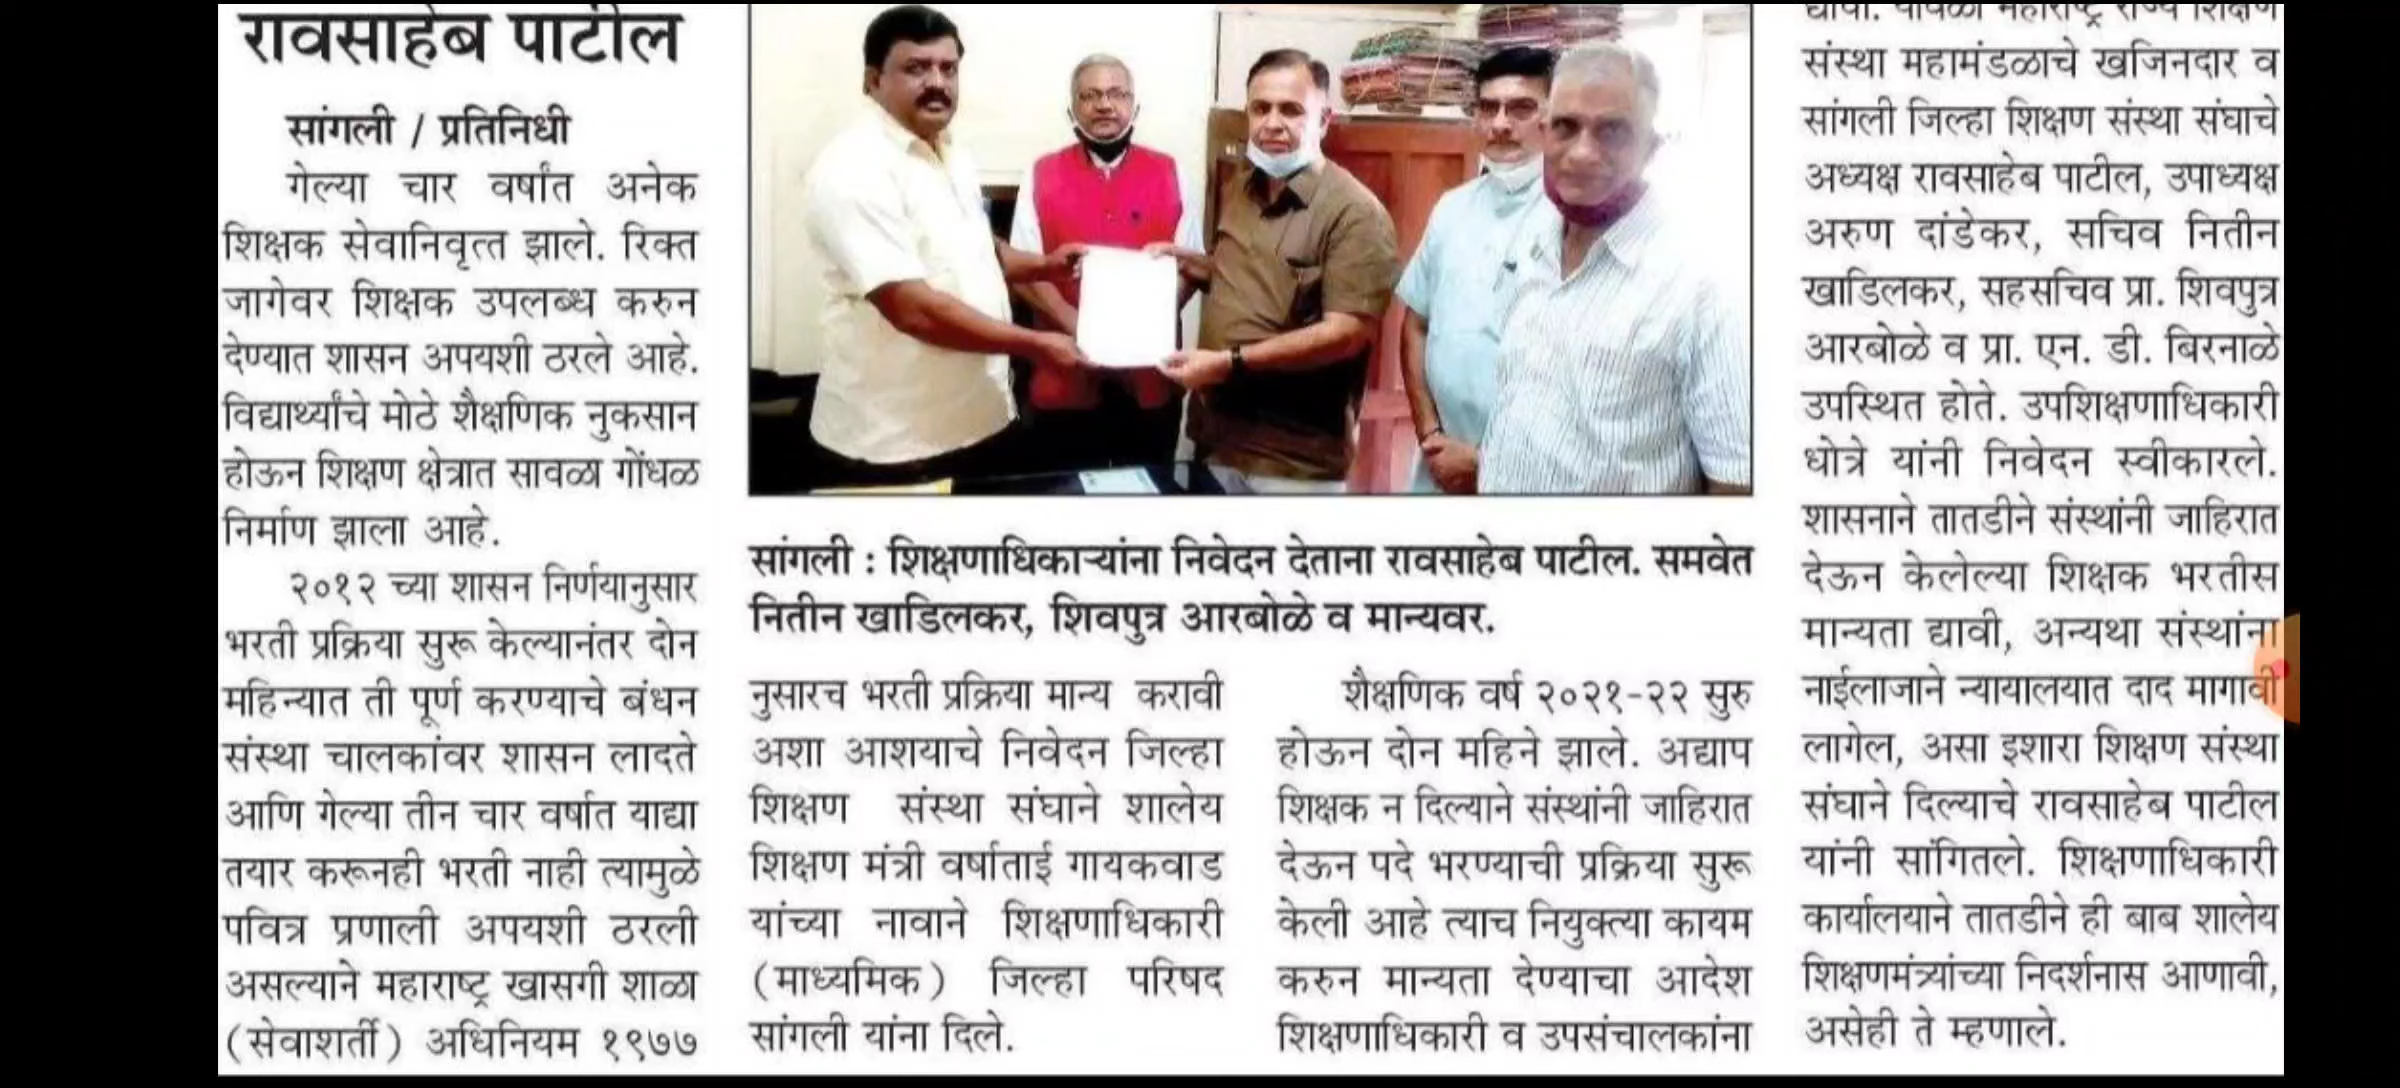 रावसाहेब पाटील
सांगली / प्रतिनिधी
गेल्या चार वर्षांत अनेक
शिक्षक सेवानिवृत्त झाले. रिक्त
जागेवर शिक्षक उपलब्ध करुन
देण्यात शासन अपयशी ठरले आहे.
विद्यार्थ्यांचे मोठे शैक्षणिक नुकसान
होऊन शिक्षण क्षेत्रात सावळा गोंधळ
निर्माण झाला आहे.
२०१२ च्या शासन निर्णयानुसार
भरती प्रक्रिया सुरू केल्यानंतर दोन
महिन्यात ती पूर्ण करण्याचे बंधन
संस्था चालकांवर शासन लादते
आणि गेल्या तीन चार वर्षात याद्या
तयार करूनही भरती नाही त्यामुळे
पवित्र प्रणाली अपयशी ठरली
असल्याने महाराष्ट्र खासगी शाळा
(सेवाशर्ती) अधिनियम १९७७
सांगली : शिक्षणाधिकाऱ्यांना निवेदन देताना रावसाहेब पाटील. समवेत
नितीन खाडिलकर, शिवपुत्र आरबोळे व मान्यवर.
नुसारच भरती प्रक्रिया मान्य करावी
अशा आशयाचे निवेदन जिल्हा
शिक्षण संस्था संघाने शालेय
शिक्षण मंत्री वर्षाताई गायकवाड
यांच्या नावाने शिक्षणाधिकारी
(माध्यमिक) जिल्हा परिषद
सांगली यांना दिले.
शैक्षणिक वर्ष २०२१-२२ सुरु
होऊन दोन महिने झाले. अद्याप
शिक्षक न दिल्याने संस्थांनी जाहिरात
देऊन पदे भरण्याची प्रक्रिया सुरू
केली आहे त्याच नियुक्त्या कायम
करुन मान्यता देण्याचा आदेश
शिक्षणाधिकारी व उपसंचालकांना
महाराष्ट्र राज्य शिक्षण
संस्था महामंडळाचे खजिनदार व
सांगली जिल्हा शिक्षण संस्था संघाचे
अध्यक्ष रावसाहेब पाटील, उपाध्यक्ष
अरुण दांडेकर, सचिव नितीन
खाडिलकर, सहसचिव प्रा. शिवपुत्र
आरबोळे व प्रा. एन. डी. बिरनाळे
उपस्थित होते. उपशिक्षणाधिकारी
धोत्रे यांनी निवेदन स्वीकारले.
शासनाने तातडीने संस्थांनी जाहिरात
देऊन केलेल्या शिक्षक भरतीस
मान्यता द्यावी, अन्यथा संस्थांना
नाईलाजाने न्यायालयात दाद मागावी
लागेल, असा इशारा शिक्षण संस्था
संघाने दिल्याचे रावसाहेब पाटील
यांनी सांगितले. शिक्षणाधिकारी
कार्यालयाने तातडीने ही बाब शालेय
शिक्षणमंत्र्यांच्या निदर्शनास आणावी,
असेही ते म्हणाले.